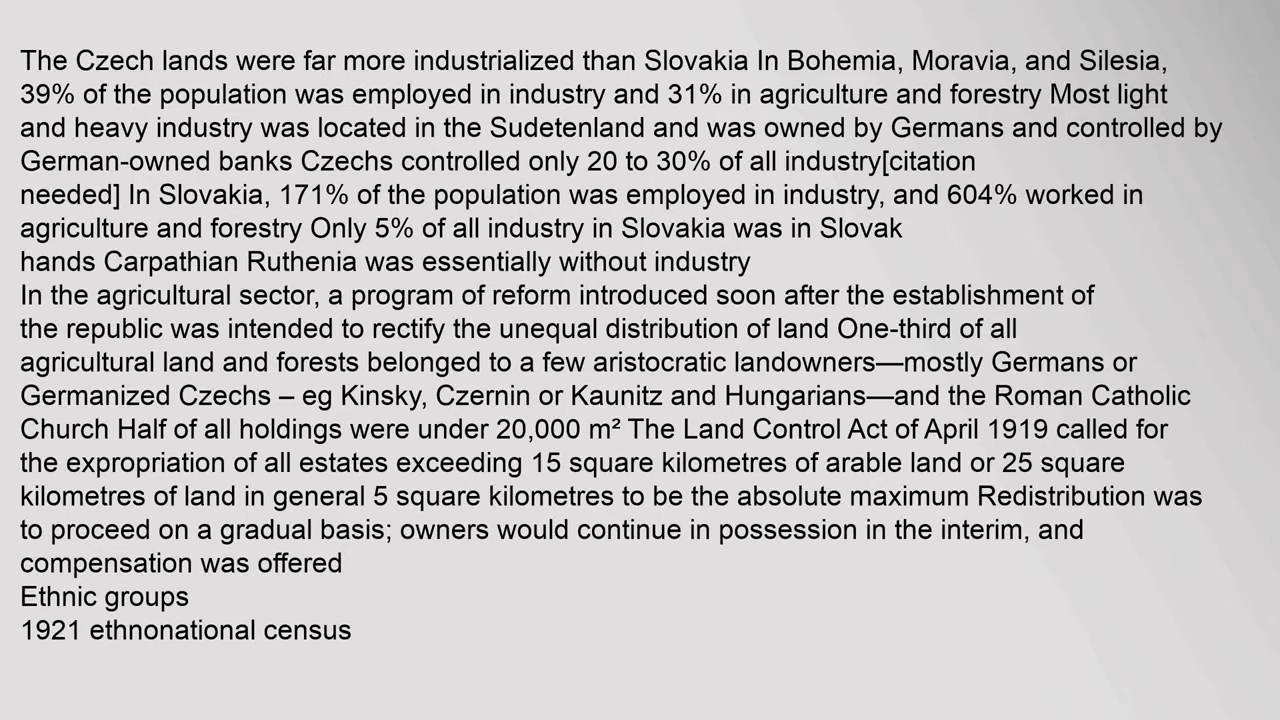 The Czech lands were far more industrialized than Slovakia In Bohemia, Moravia, and Silesia,
39% of the population was employed in industry and 31% in agriculture and forestry Most light
and heavy industry was located in the Sudetenland and was owned by Germans and controlled by
German-owned banks Czechs controlled only 20 to 30% of all industry[citation
needed] In Slovakia, 171% of the population was employed in industry, and 604% worked in
agriculture and forestry Only 5% of all industry in Slovakia was in Slovak
hands Carpathian Ruthenia was essentially without industry
In the agricultural sector, a program of reform introduced soon after the establishment of
the republic was intended to rectify the unequal distribution of land One-third of all
agricultural land and forests belonged to a few aristocratic landowners—mostly Germans or
Germanized Czechs – eg Kinsky, Czernin or Kaunitz and Hungarians—and the Roman Catholic
Church Half of all holdings were under 20,000 m² The Land Control Act of April 1919 called for
the expropriation of all estates exceeding 15 square kilometres of arable land or 25 square
kilometres of land in general 5 square kilometres to be the absolute maximum Redistribution was
to proceed on a gradual basis; owners would continue in possession in the interim, and
compensation was offered
Ethnic groups
1921 ethnonational census